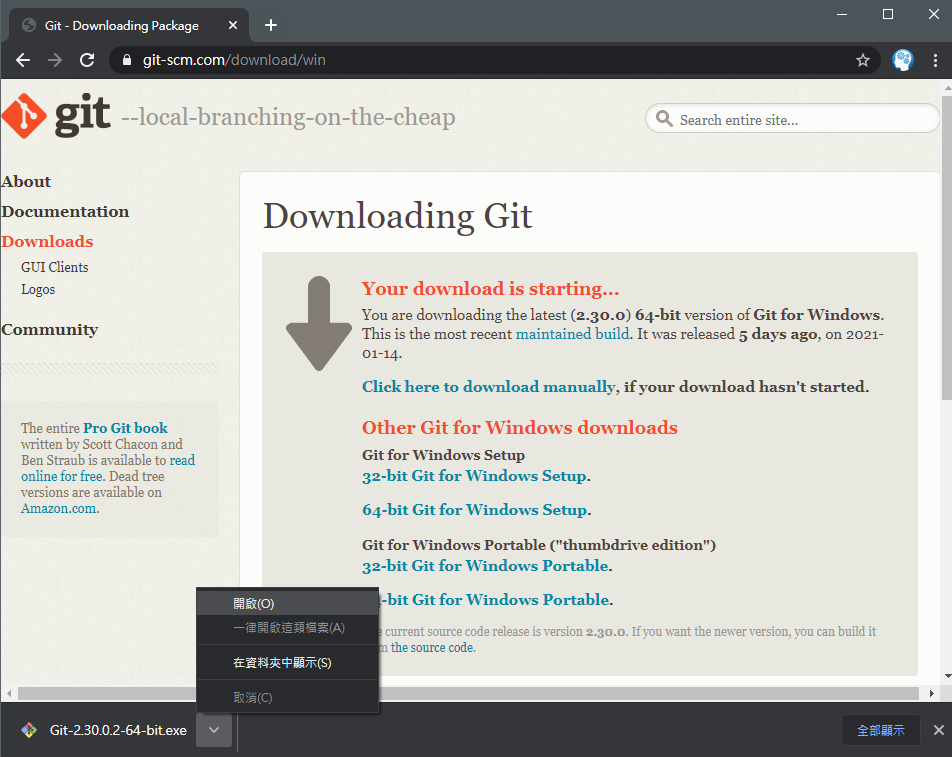 Git - Downloading Package
git-scm.com/download/win
git --local-branching-on-the-cheap
Search entire site...
About
Documentation
Downloads
GUI Clients
Logos
Community
The entire Pro Git book
written by Scott Chacon and
Ben Straub is available to read
online for free. Dead tree
versions are available on
Amazon.com.
Downloading Git
Your download is starting...
You are downloading the latest (2.30.0) 64-bit version of Git for Windows.
This is the most recent maintained build. It was released 5 days ago, on 2021-
01-14.
Click here to download manually, if your download hasn't started.
Other Git for Windows downloads
Git for Windows Setup
32-bit Git for Windows Setup.
64-bit Git for Windows Setup.
Git for Windows Portable ("thumbdrive edition")
32-bit Git for Windows Portable.
-bit Git for Windows Portable.
current source code release is version 2.30.0. If you want the newer version, you can build it
the source code.
開啟(O)
一律開啟這類檔案(A)
在資料夾中顯示(S)
取消(C)
Git-2.30.0.2-64-bit.exe
全部顯示